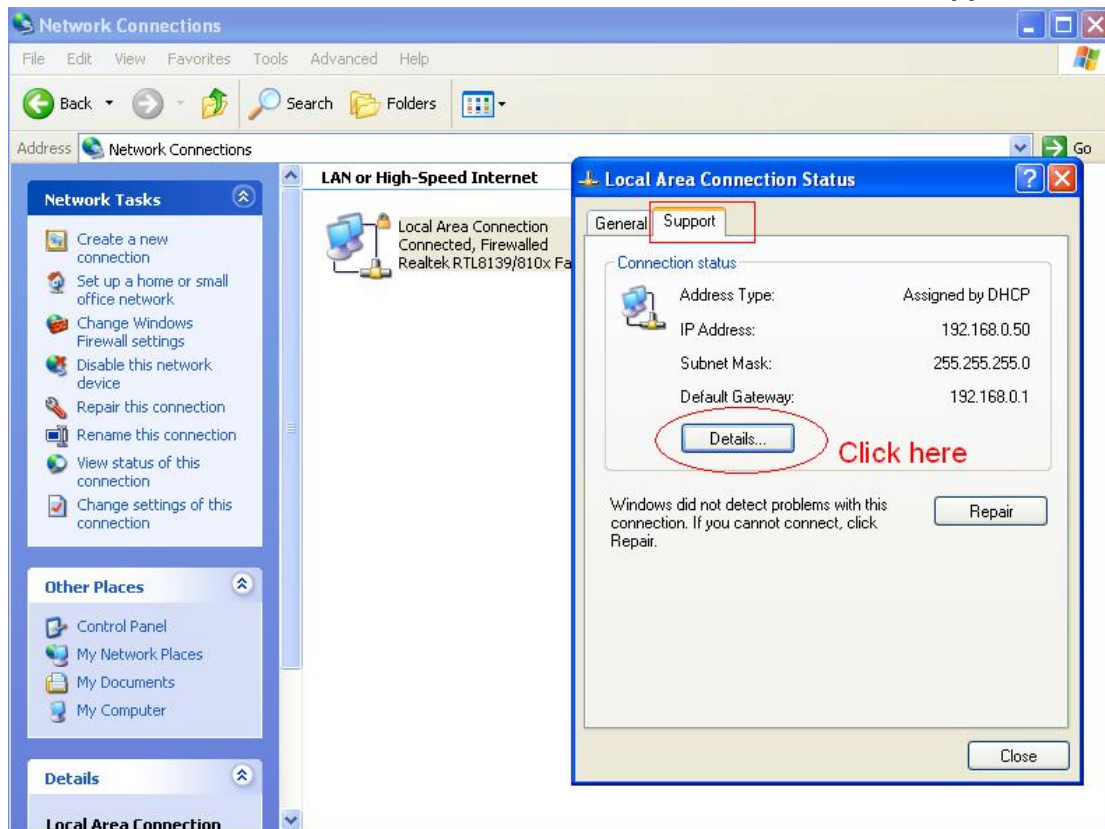 Network Connections
File Edit View Favorites Tools Advanced Help
Back Search Folders
Address Network Connections Go
Network Tasks
Create a new
connection
Set up a home or small
office network
Change Windows
Firewall settings
Disable this network
device
Repair this connection
Rename this connection
View status of this
connection
Change settings of this
connection
Other Places
Control Panel
My Network Places
My Documents
My Computer
Details
Local Area Connection
LAN or High-Speed Internet
Local Area Connection
Connected, Firewalled
Realtek RTL8139/810x Fa
Local Area Connection Status
General Support
Connection status
Address Type: Assigned by DHCP
IP Address: 192.168.0.50
Subnet Mask: 255.255.255.0
Default Gateway: 192.168.0.1
Details...
Click here
Windows did not detect problems with this
connection. If you cannot connect, click
Repair.
Repair
Close